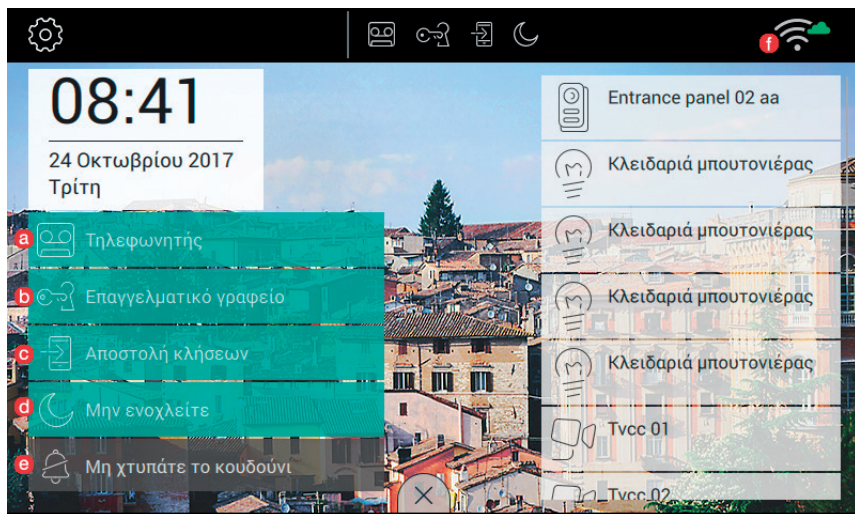 f
08:41
24 Οκτωβρίου 2017
Τρίτη
a Τηλεφωνητής
b Επαγγελματικό γραφείο
c Αποστολή κλήσεων
d Μην ενοχλείτε
e Μη χτυπάτε το κουδούνι
Entrance panel 02 aa
Κλειδαριά μπουτονιέρας
Κλειδαριά μπουτονιέρας
Κλειδαριά μπουτονιέρας
Κλειδαριά μπουτονιέρας
Tvcc 01
Tvcc 02